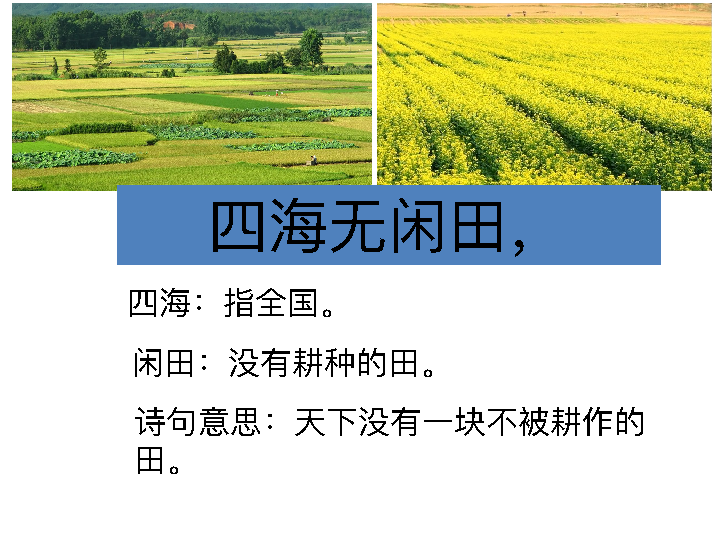 四海无闲田，
四海：指全国。
闲田：没有耕种的田。
诗句意思：天下没有一块不被耕作的
田。